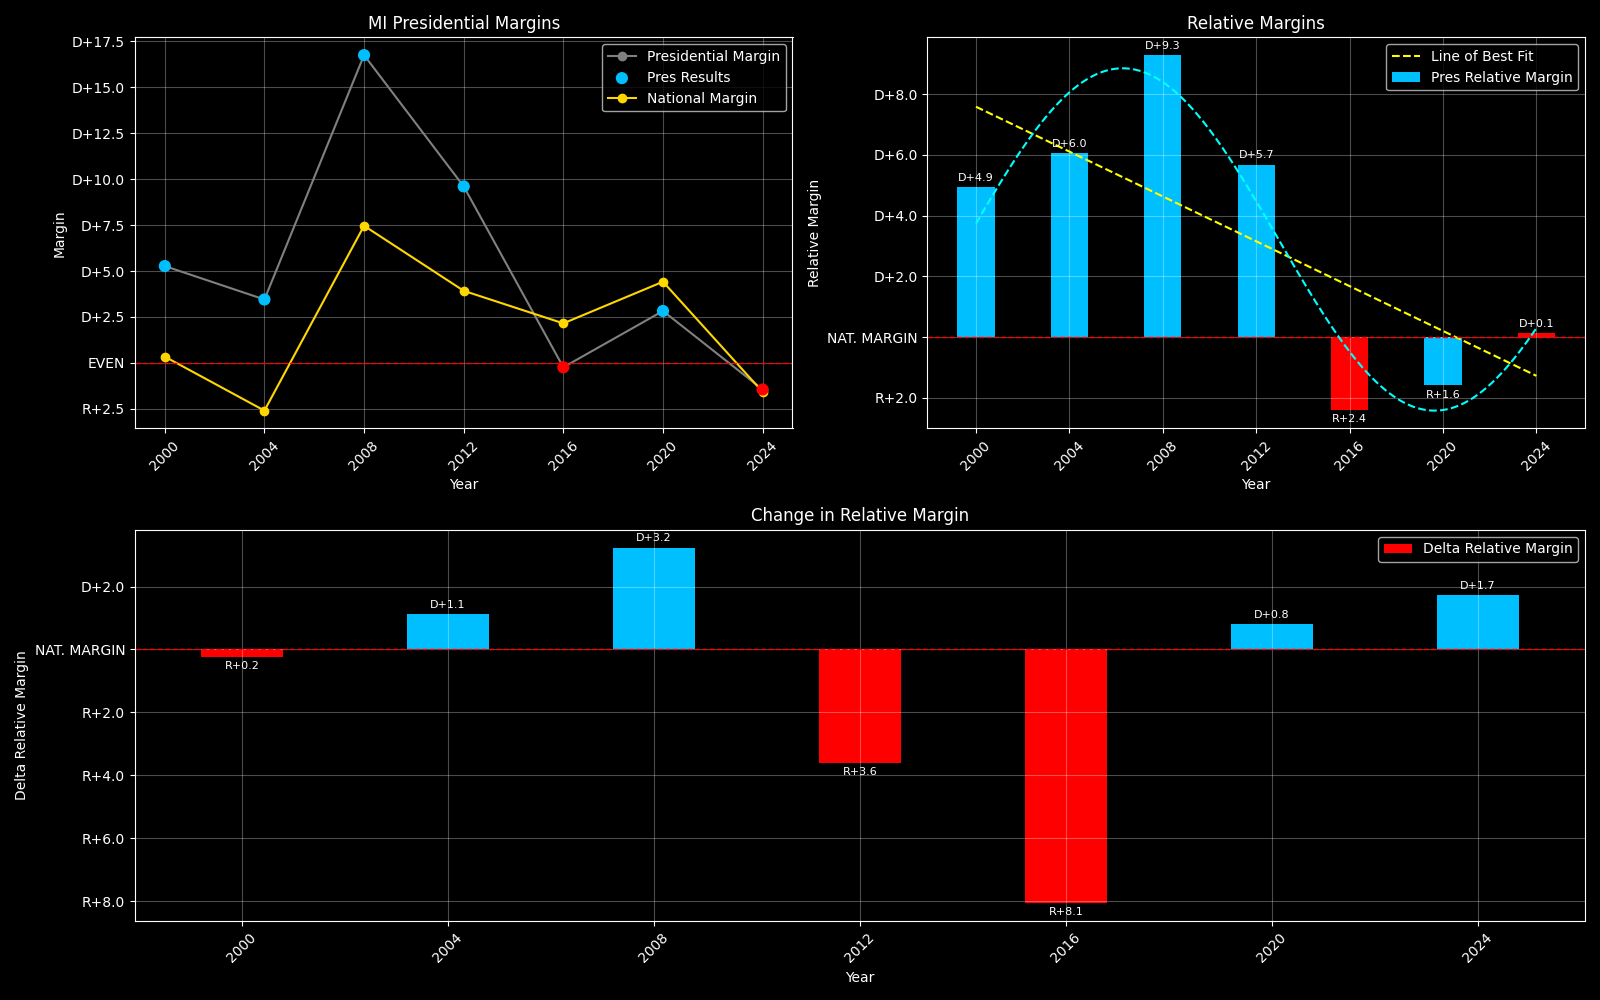 MI Presidential Margins
Margin
D+17.5
D+15.0
D+12.5
D+10.0
D+7.5
D+5.0
D+2.5
EVEN
R+2.5
Presidential Margin
Pres Results
National Margin
2000 2004 2008 2012 2016 2020 2024
Year
Relative Margins
Relative Margin
D+8.0
D+6.0
D+4.0
D+2.0
NAT. MARGIN
R+2.0
Line of Best Fit
Pres Relative Margin
D+4.9
D+6.0
D+9.3
D+5.7
R+2.4
R+1.6
D+0.1
2000 2004 2008 2012 2016 2020 2024
Year
Change in Relative Margin
Delta Relative Margin
D+2.0
NAT. MARGIN
R+2.0
R+4.0
R+6.0
R+8.0
Delta Relative Margin
R+0.2
D+1.1
D+3.2
R+3.6
R+8.1
D+0.8
D+1.7
2000 2004 2008 2012 2016 2020 2024
Year